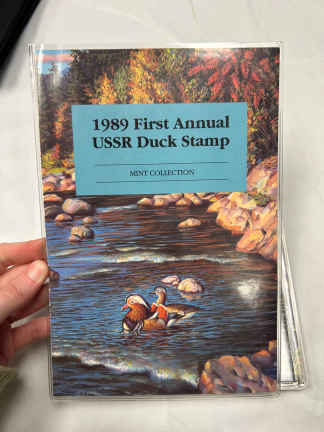 1989 First Annual
USSR Duck Stamp
MINT COLLECTION